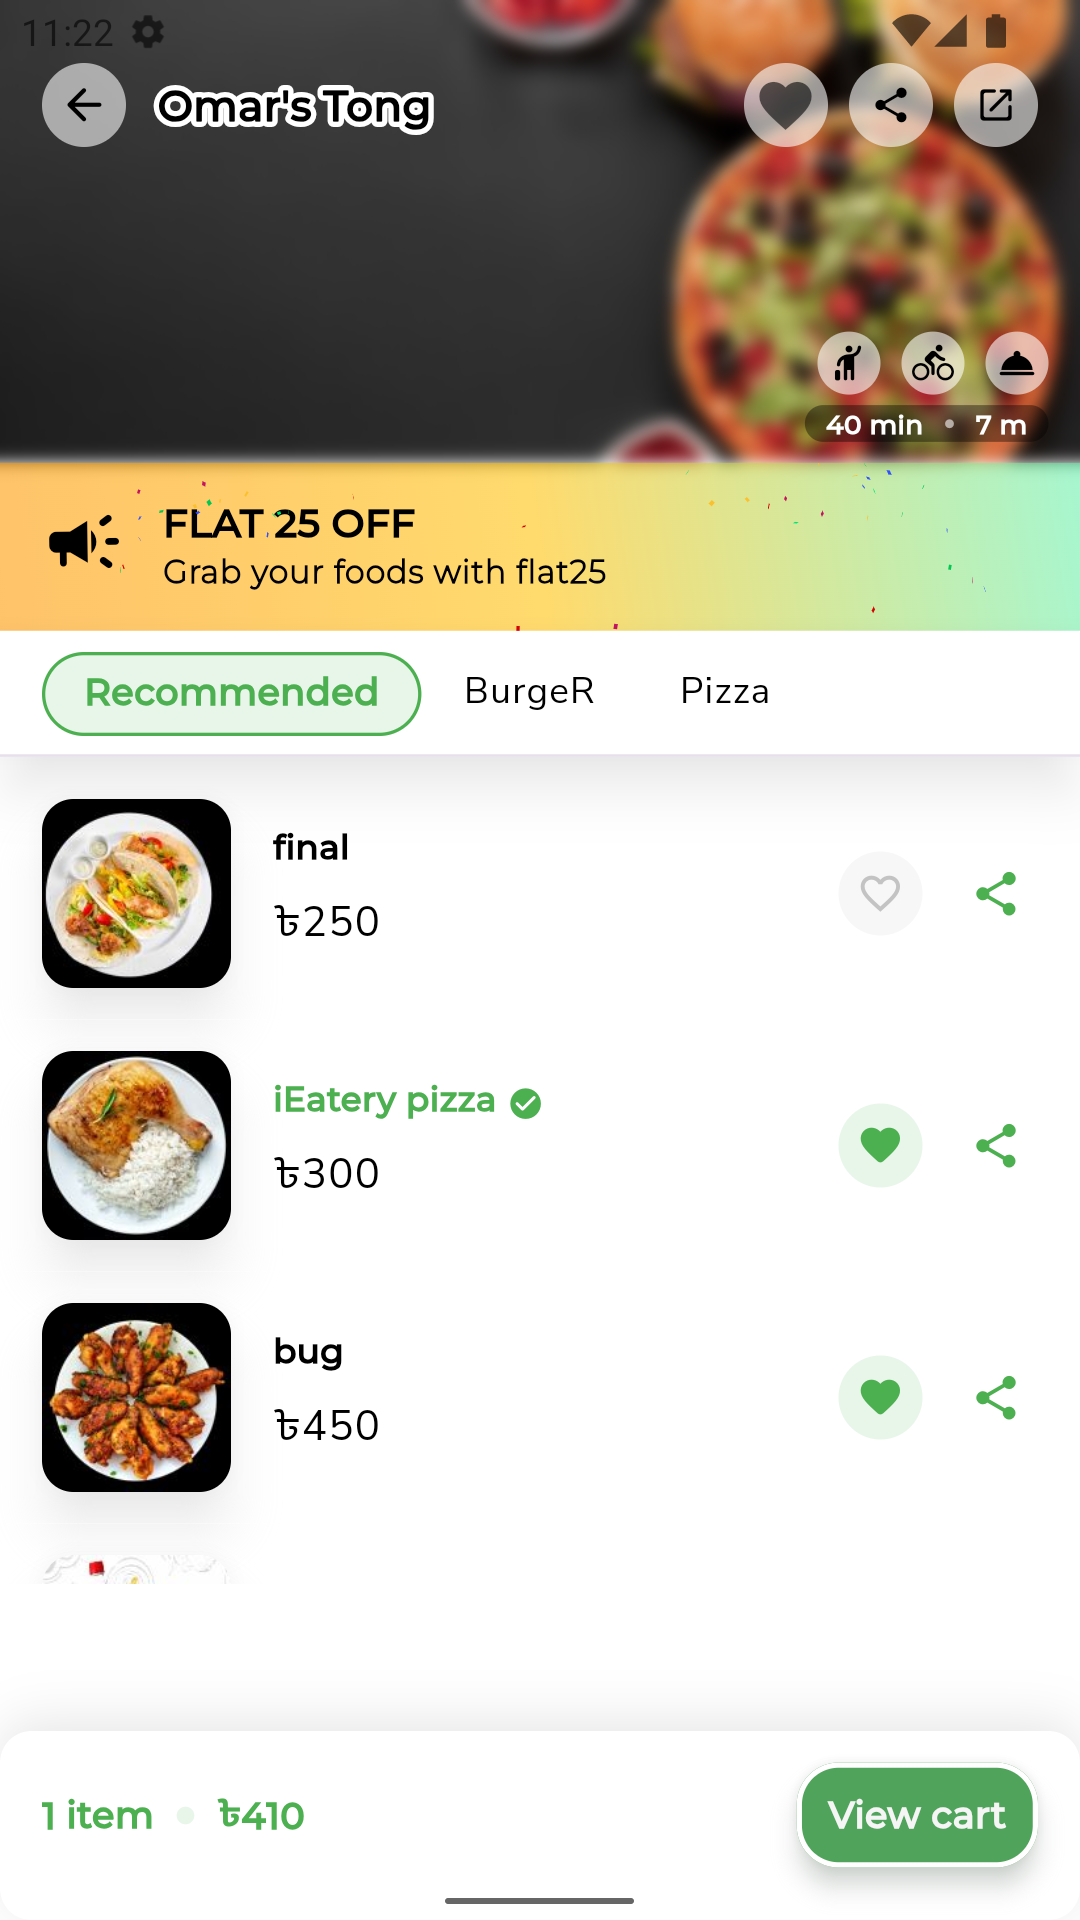 11:22
Omar's Tong
40 min • 7 m
FLAT 25 OFF
Grab your foods with flat25
Recommended
BurgeR
Pizza
final
৳250
iEatery pizza
৳300
bug
৳450
1 item • ৳410
View cart